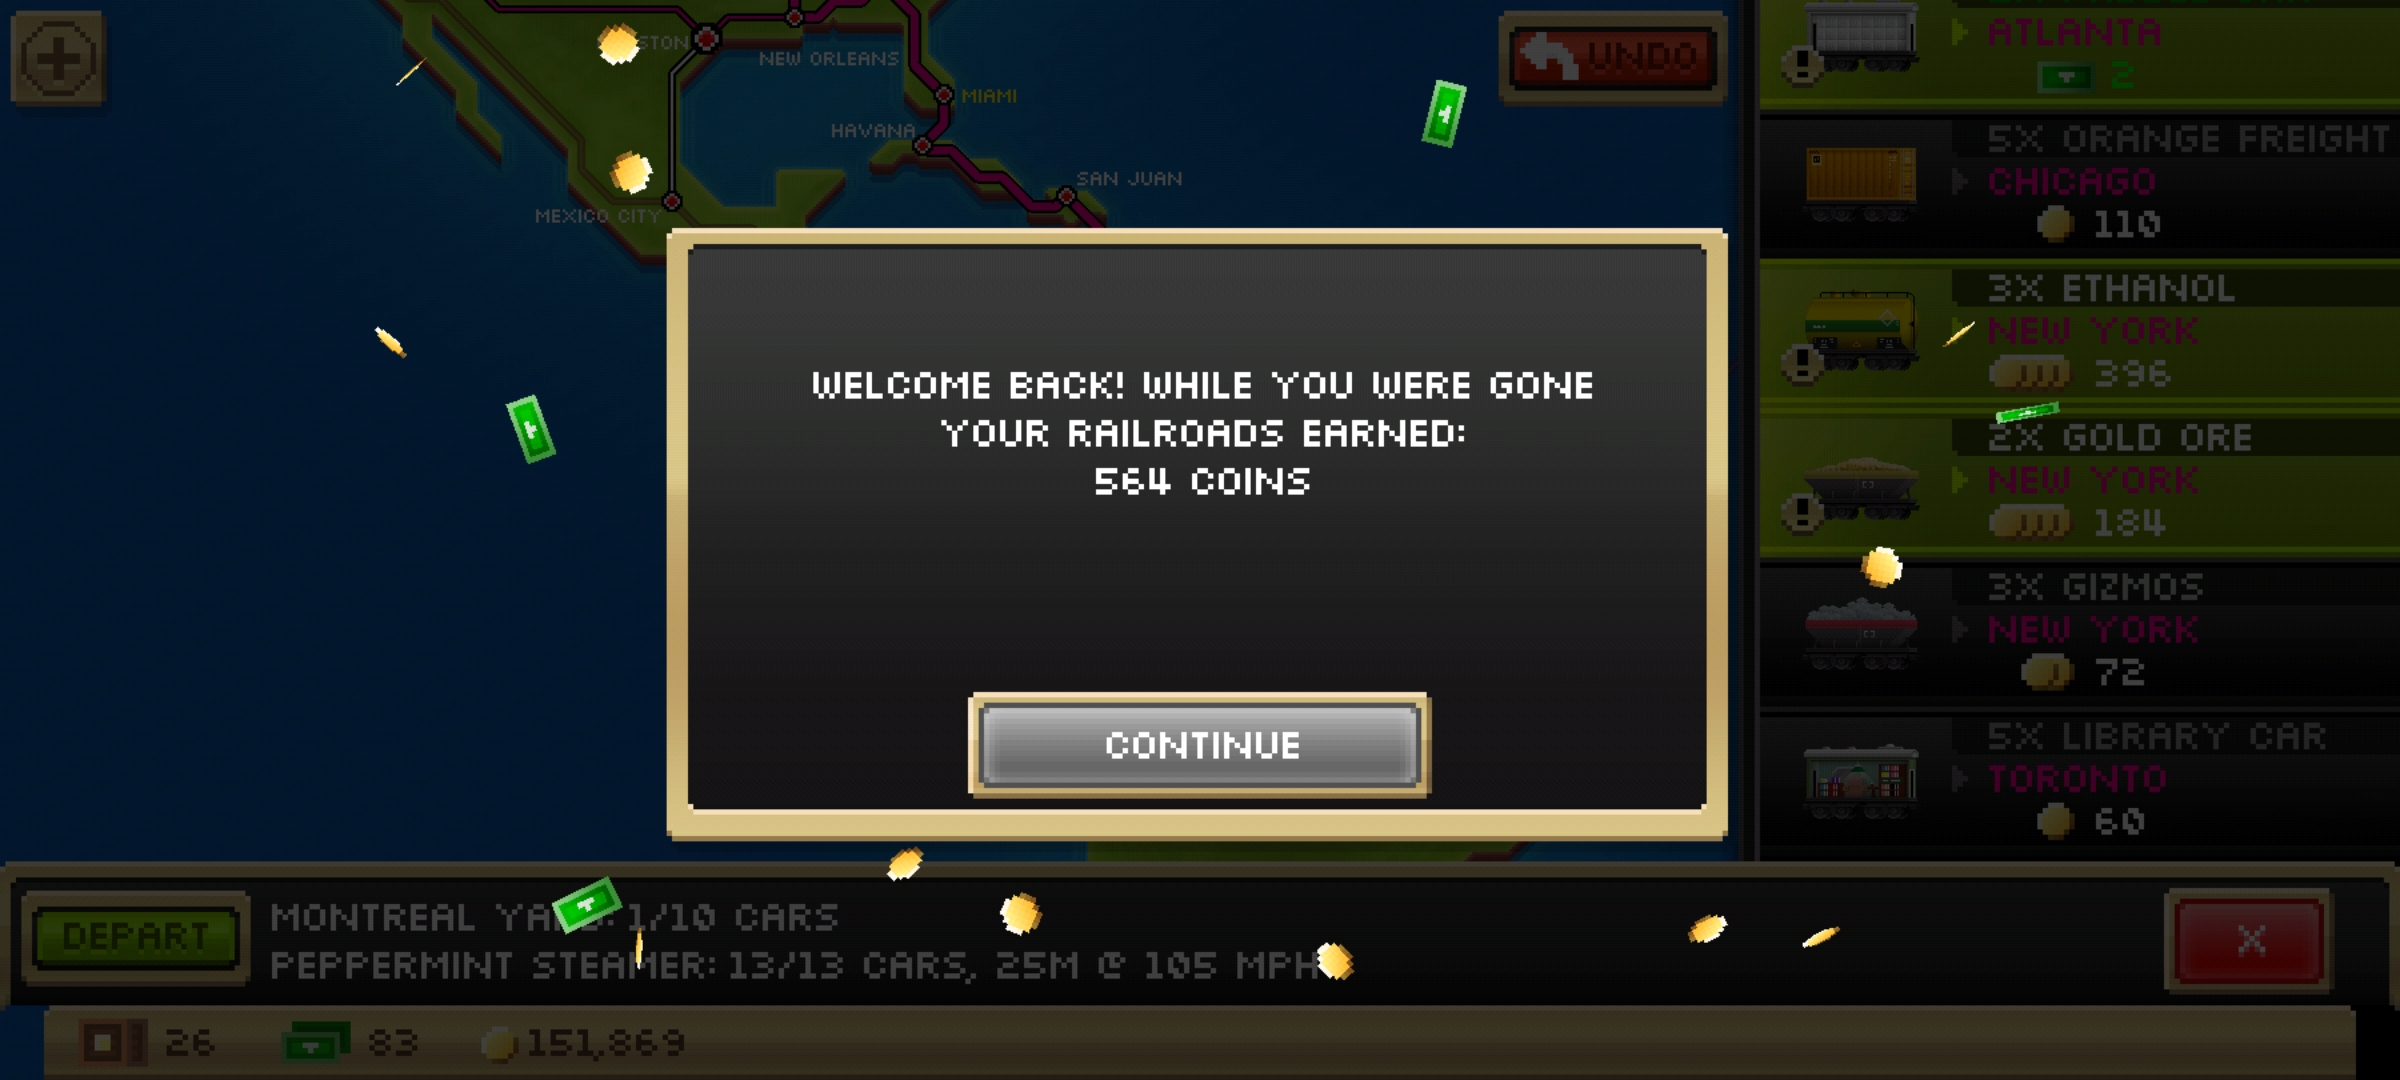 STON
NEW ORLEANS
MIAMI
HAVANA
SAN JUAN
MEXICO CITY
UNDO
ATLANTA
2
5X ORANGE FREIGHT
CHICAGO
110
3X ETHANOL
NEW YORK
396
2X GOLD ORE
NEW YORK
184
3X GIZMOS
NEW YORK
72
5X LIBRARY CAR
TORONTO
60
WELCOME BACK! WHILE YOU WERE GONE
YOUR RAILROADS EARNED:
564 COINS
CONTINUE
DEPART
MONTREAL YARD: 1/10 CARS
PEPPERMINT STEAMER: 13/13 CARS, 25M @ 105 MPH
X
26
83
151,869